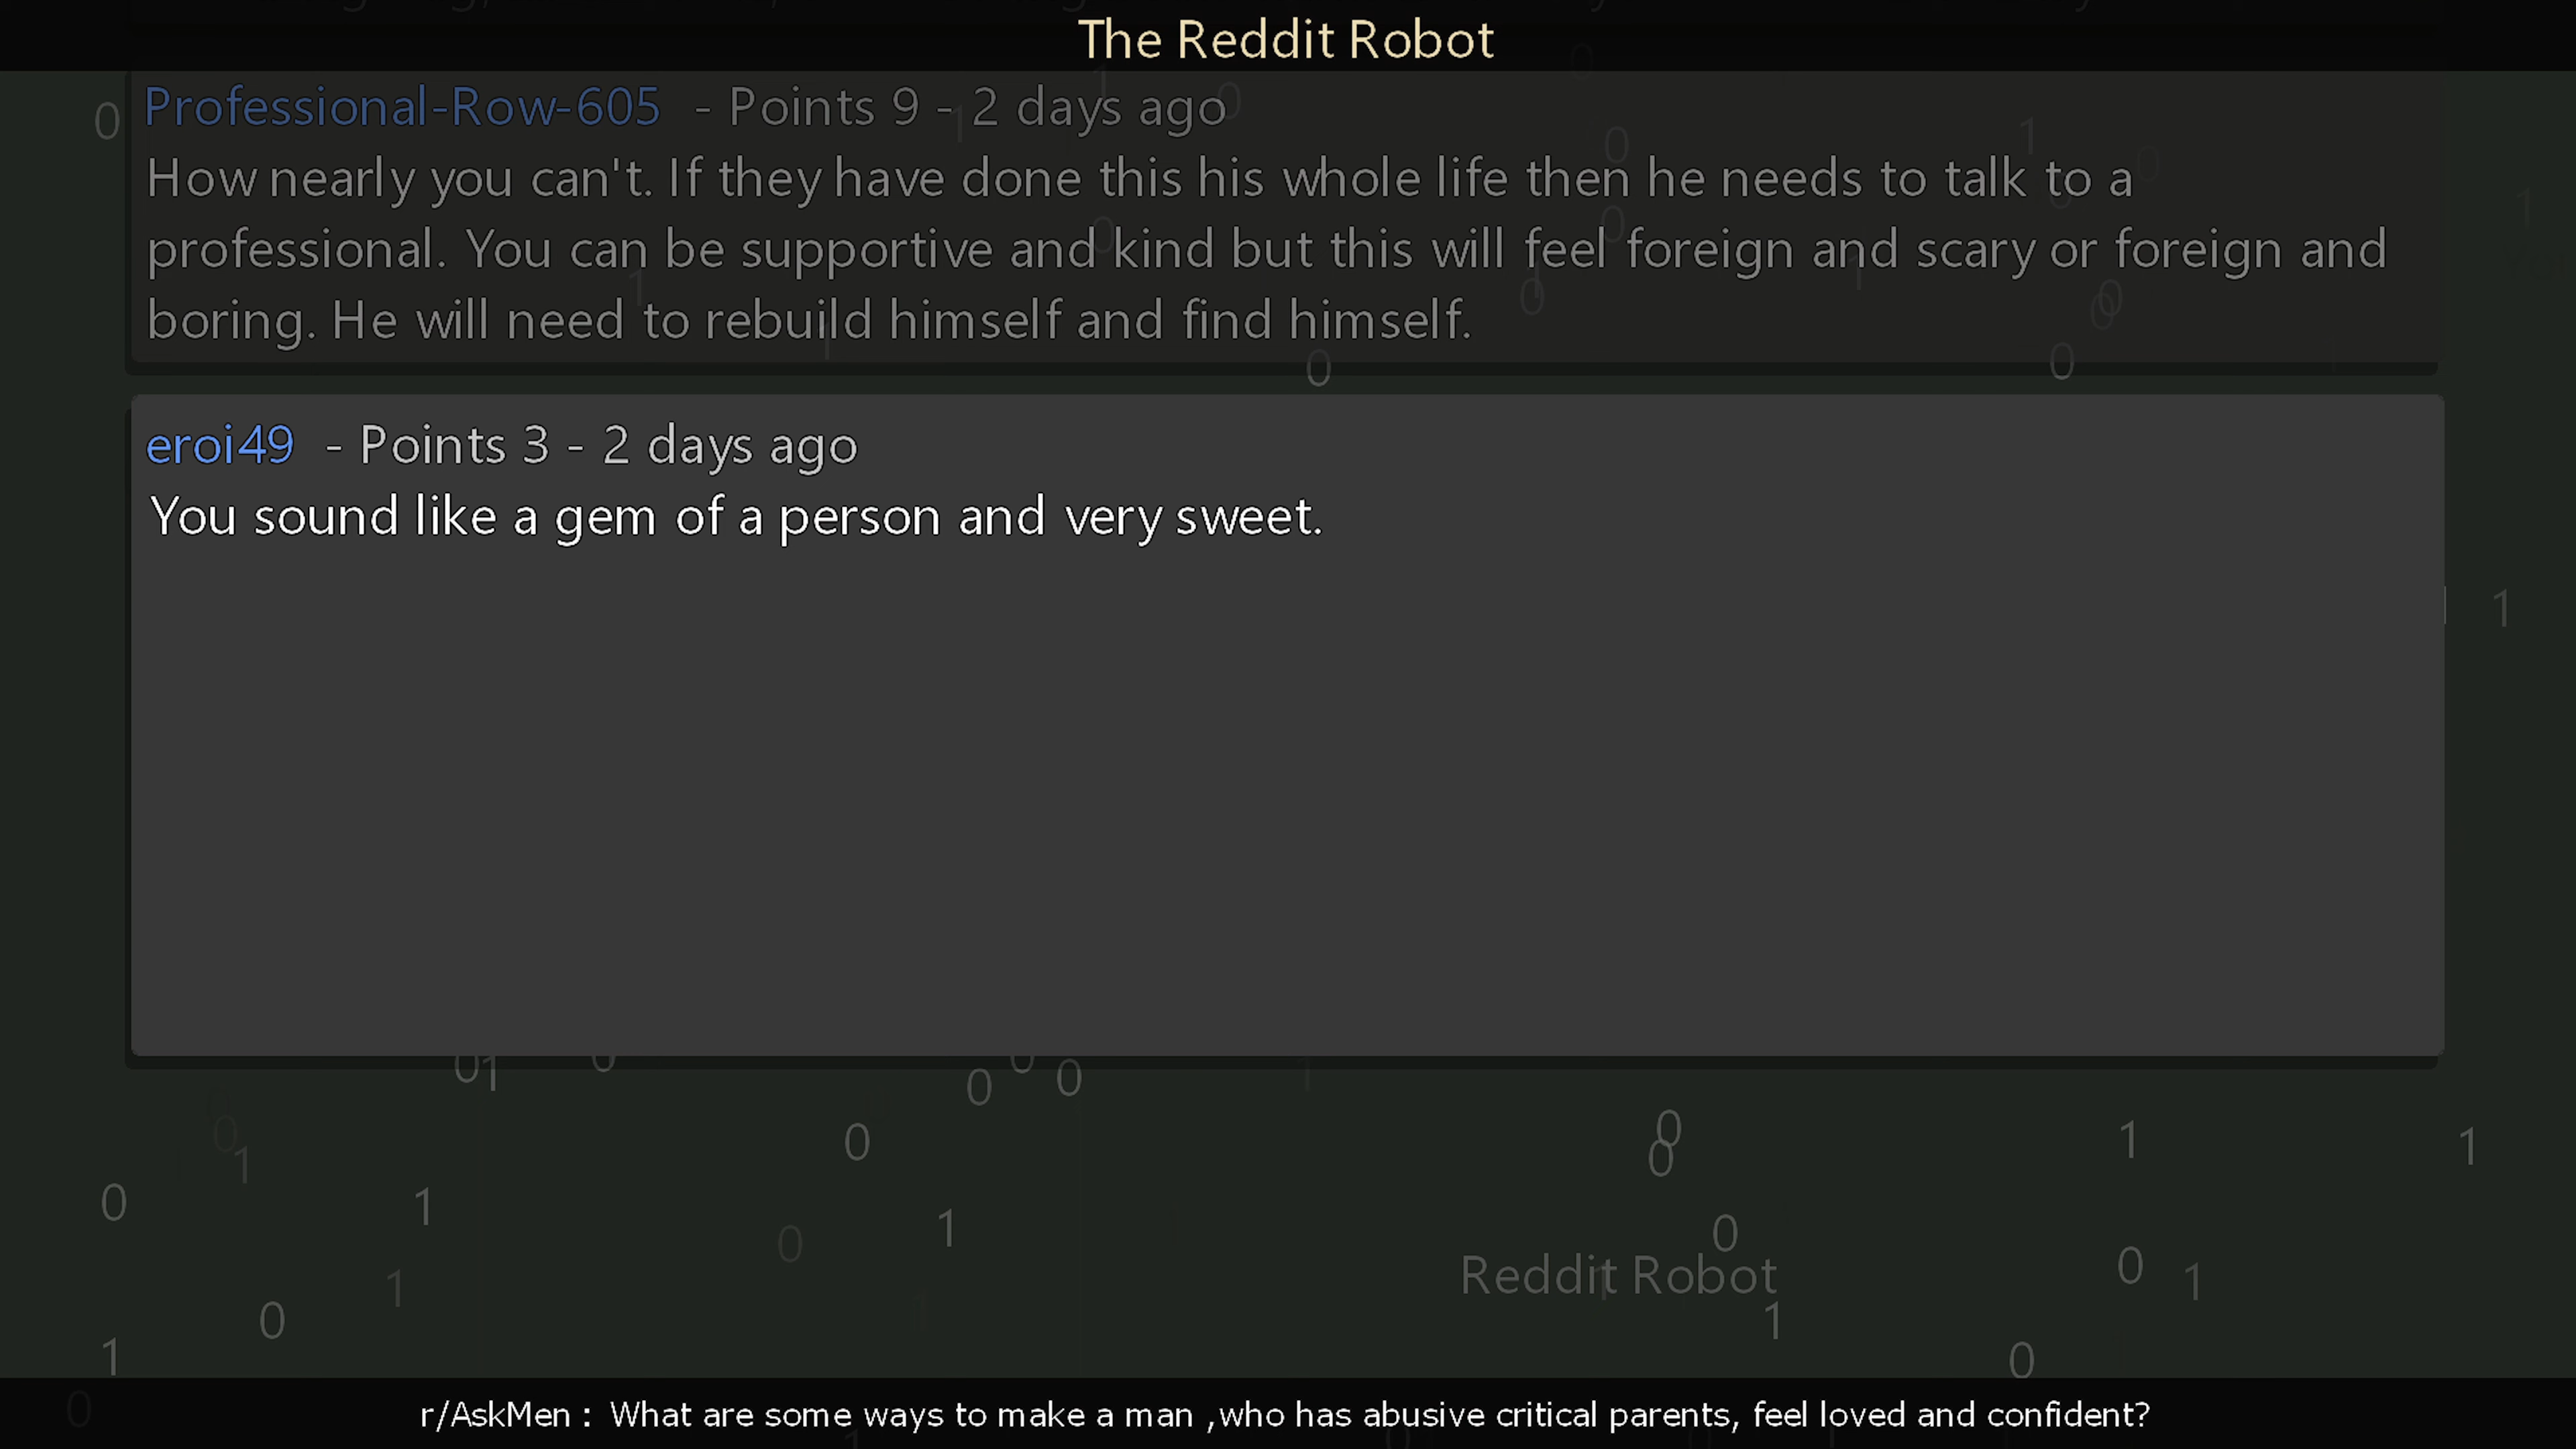 The Reddit Robot
Professional-Row-605 - Points 9 - 2 days ago
How nearly you can't. If they have done this his whole life then he needs to talk to a
professional. You can be supportive and kind but this will feel foreign and scary or foreign and
boring. He will need to rebuild himself and find himself.
eroi49 - Points 3 - 2 days ago
You sound like a gem of a person and very sweet.
Reddit Robot
r/AskMen : What are some ways to make a man ,who has abusive critical parents, feel loved and confident?